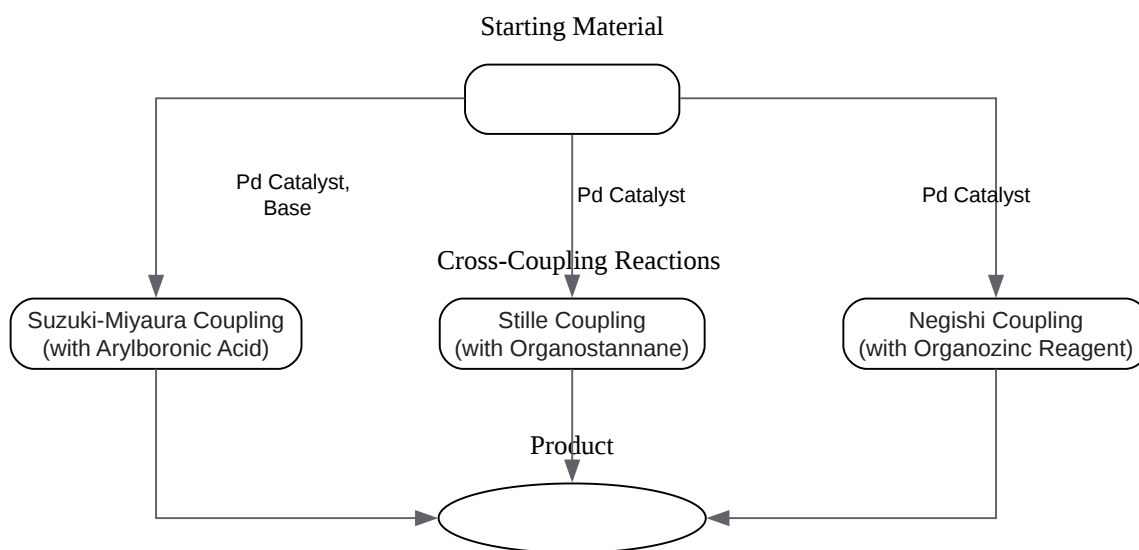 Starting Material
Pd Catalyst,
Base
Pd Catalyst
Pd Catalyst
Cross-Coupling Reactions
Suzuki-Miyaura Coupling
(with Arylboronic Acid)
Stille Coupling
(with Organostannane)
Negishi Coupling
(with Organozinc Reagent)
Product